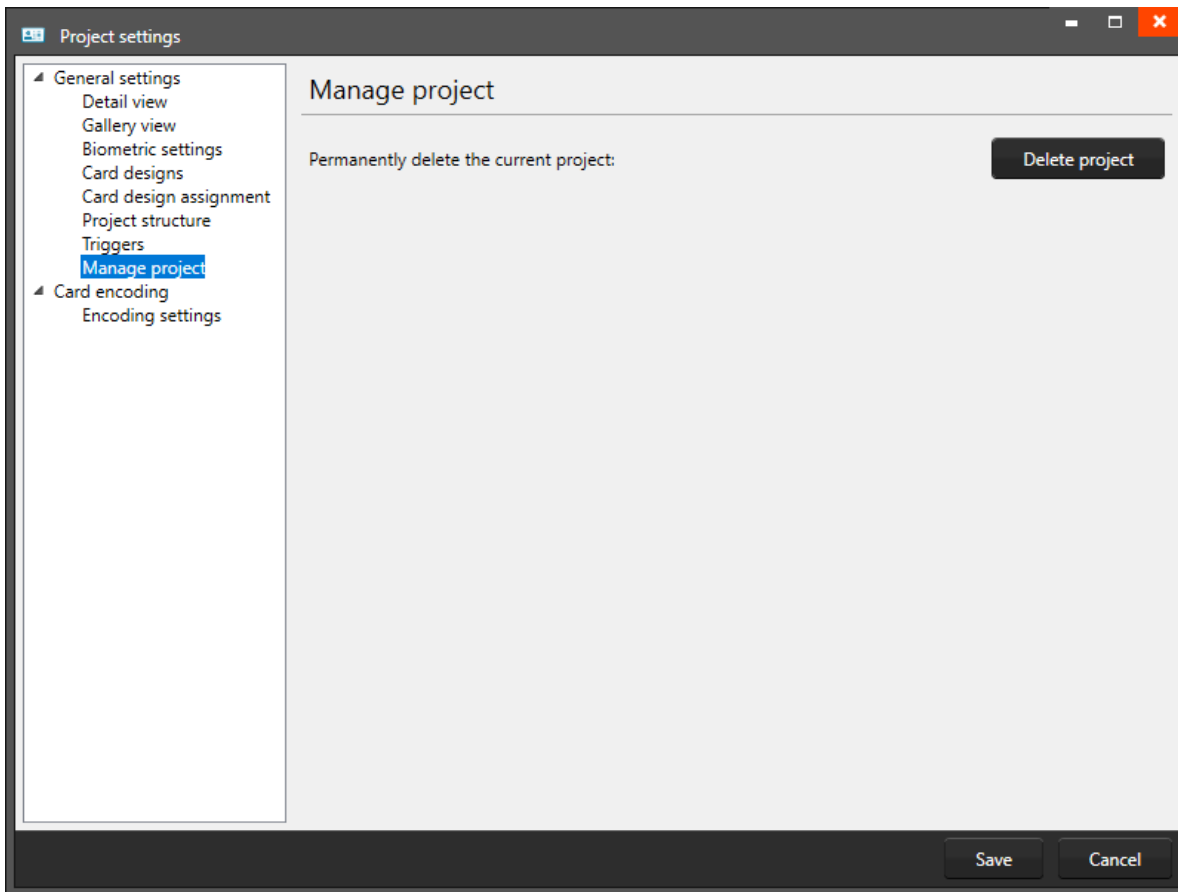 Project settings
General settings
Detail view
Gallery view
Biometric settings
Card designs
Card design assignment
Project structure
Triggers
Manage project
Card encoding
Encoding settings
Manage project
Permanently delete the current project:
Delete project
Save
Cancel